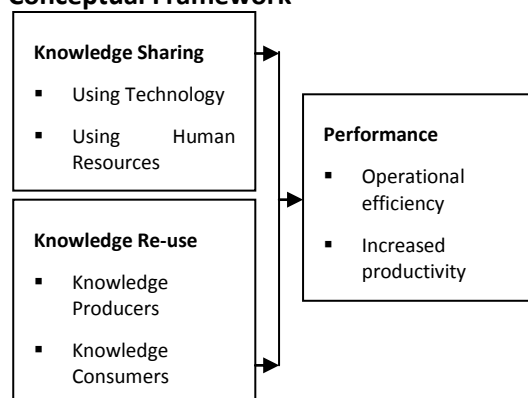 Conceptual Framework
Knowledge Sharing
▪ Using Technology
▪ Using Human
Resources
Knowledge Re-use
▪ Knowledge
Producers
▪ Knowledge
Consumers
Performance
▪ Operational
efficiency
▪ Increased
productivity